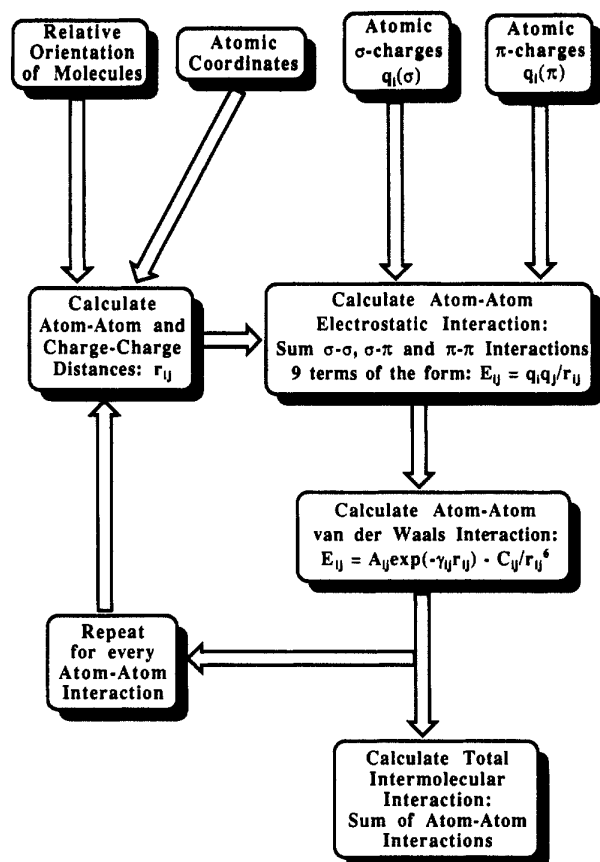 Relative
Orientation
of Molecules
Atomic
Coordinates
Atomic
σ-charges
qᵢ(σ)
Atomic
π-charges
qᵢ(π)
Calculate
Atom-Atom and
Charge-Charge
Distances: rᵢⱼ
Calculate Atom-Atom
Electrostatic Interaction:
Sum σ-σ, σ-π and π-π Interactions
9 terms of the form: Eᵢⱼ = qᵢqⱼ/rᵢⱼ
Calculate Atom-Atom
van der Waals Interaction:
Eᵢⱼ = Aᵢⱼexp(-γᵢⱼrᵢⱼ) - Cᵢⱼ/rᵢⱼ⁶
Repeat
for every
Atom-Atom
Interaction
Calculate Total
Intermolecular
Interaction:
Sum of Atom-Atom
Interactions